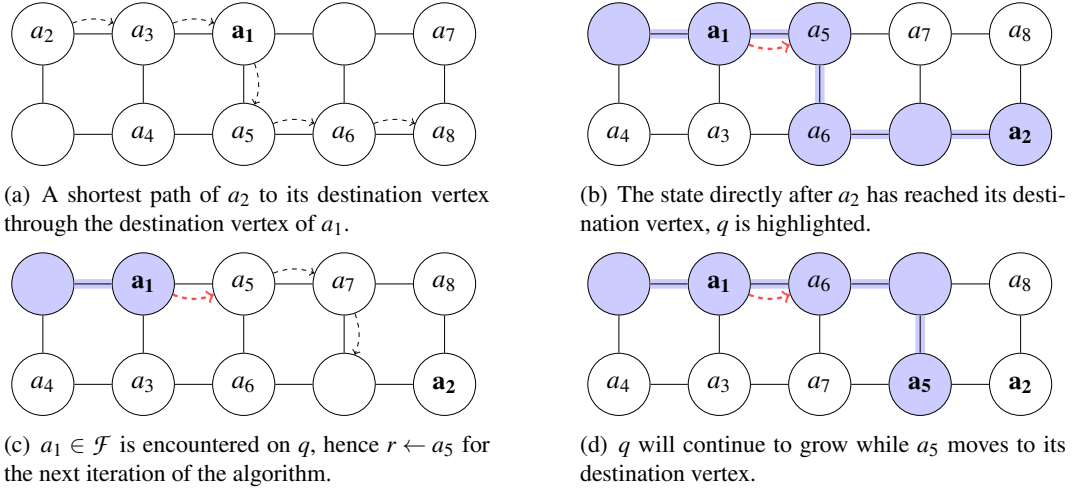 a2 a3 a1 a7
a4 a5 a6 a8
(a) A shortest path of a2 to its destination vertex
through the destination vertex of a1.
a1 a5 a7 a8
a4 a3 a6 a2
(b) The state directly after a2 has reached its desti-
nation vertex, q is highlighted.
a1 a5 a7 a8
a4 a3 a6 a2
(c) a1 ∈ F is encountered on q, hence r ← a5 for
the next iteration of the algorithm.
a1 a6 a8
a4 a3 a7 a5 a2
(d) q will continue to grow while a5 moves to its
destination vertex.